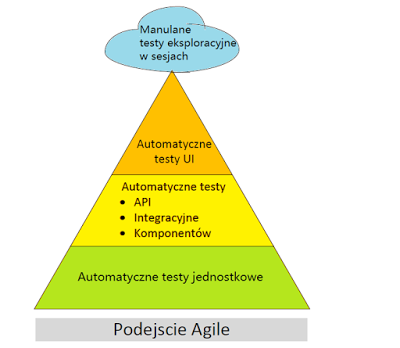 Manulane
testy eksploracyjne
w sesjach
Automatyczne
testy UI
Automatyczne testy
• API
• Integracyjne
• Komponentów
Automatyczne testy jednostkowe
Podejscie Agile